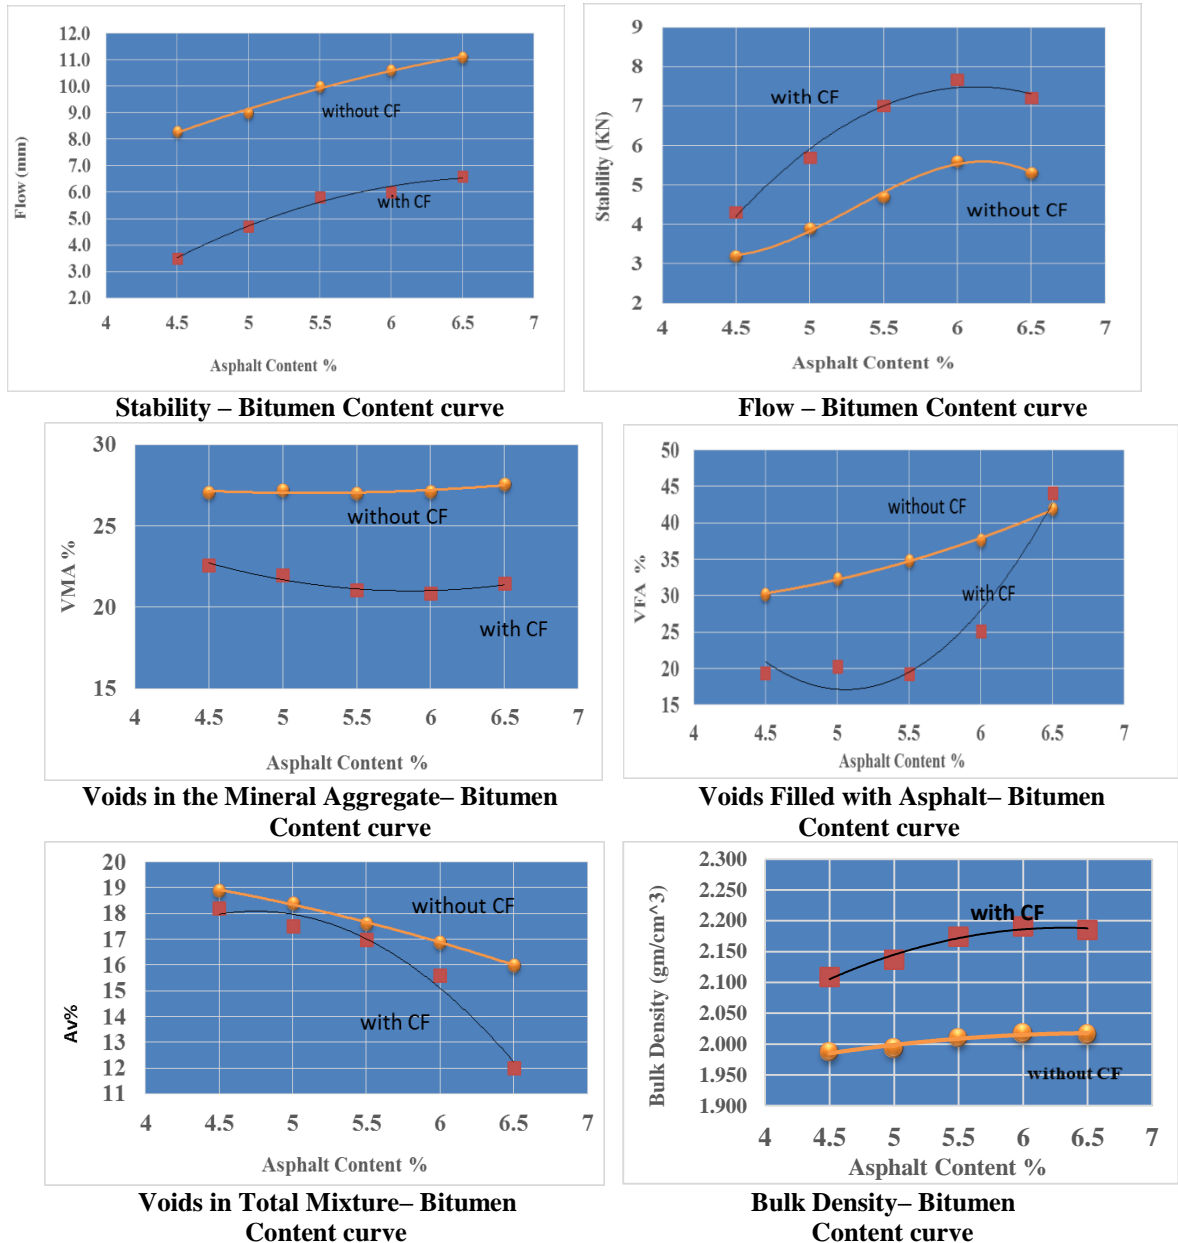 12.0
11.0
10.0
9.0
8.0
7.0
6.0
5.0
4.0
3.0
2.0
Flow (mm)
without CF
with CF
4 4.5 5 5.5 6 6.5 7
Asphalt Content %
Stability – Bitumen Content curve
9
8
7
6
5
4
3
2
Stability (KN)
with CF
without CF
4 4.5 5 5.5 6 6.5 7
Asphalt Content %
Flow – Bitumen Content curve
30
25
20
15
VMA %
without CF
with CF
4 4.5 5 5.5 6 6.5 7
Asphalt Content %
Voids in the Mineral Aggregate– Bitumen
Content curve
50
45
40
35
30
25
20
15
VFA %
without CF
with CF
4 4.5 5 5.5 6 6.5 7
Asphalt Content %
Voids Filled with Asphalt– Bitumen
Content curve
20
19
18
17
16
15
14
13
12
11
Av%
without CF
with CF
4 4.5 5 5.5 6 6.5 7
Asphalt Content %
Voids in Total Mixture– Bitumen
Content curve
2.300
2.250
2.200
2.150
2.100
2.050
2.000
1.950
1.900
Bulk Density (gm/cm^3)
with CF
without CF
4 4.5 5 5.5 6 6.5 7
Asphalt Content %
Bulk Density– Bitumen
Content curve